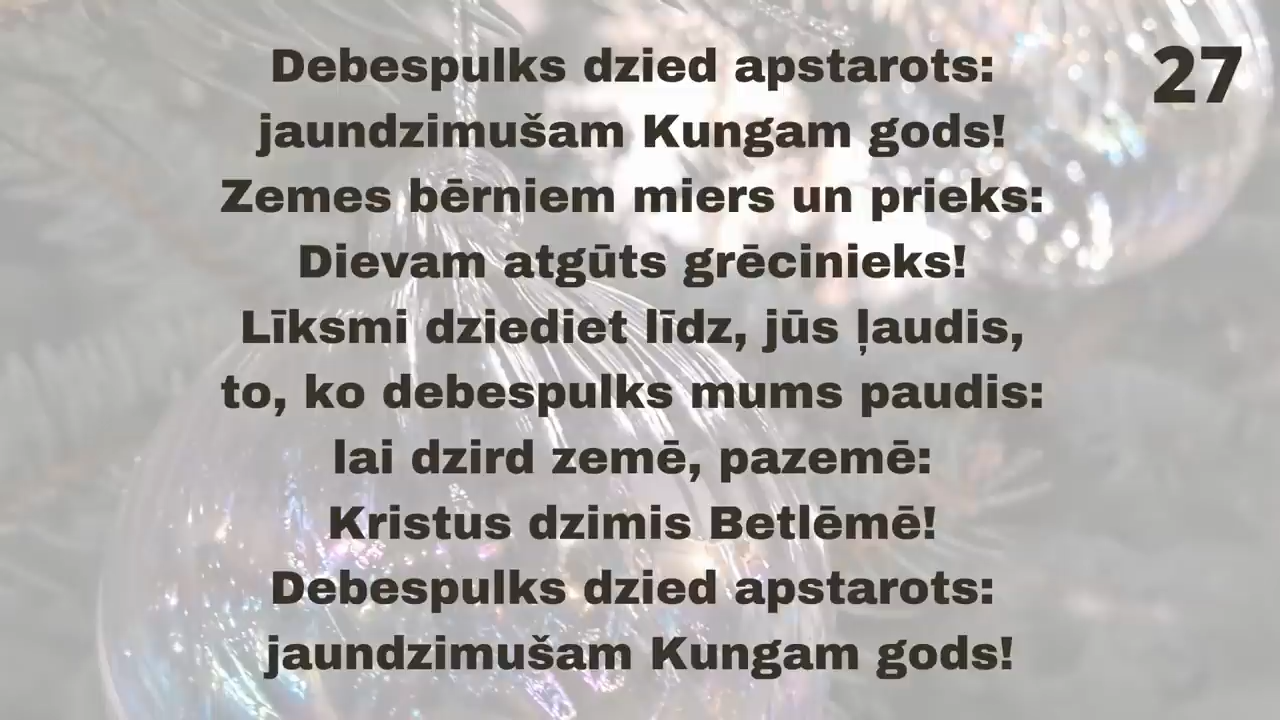 27
Debespulks dzied apstarots:
jaundzimušam Kungam gods!
Zemes bērniem miers un prieks:
Dievam atgūts grēcinieks!
Līksmi dziediet līdz, jūs ļaudis,
to, ko debespulks mums paudis:
lai dzird zemē, pazemē:
Kristus dzimis Betlēmē!
Debespulks dzied apstarots:
jaundzimušam Kungam gods!